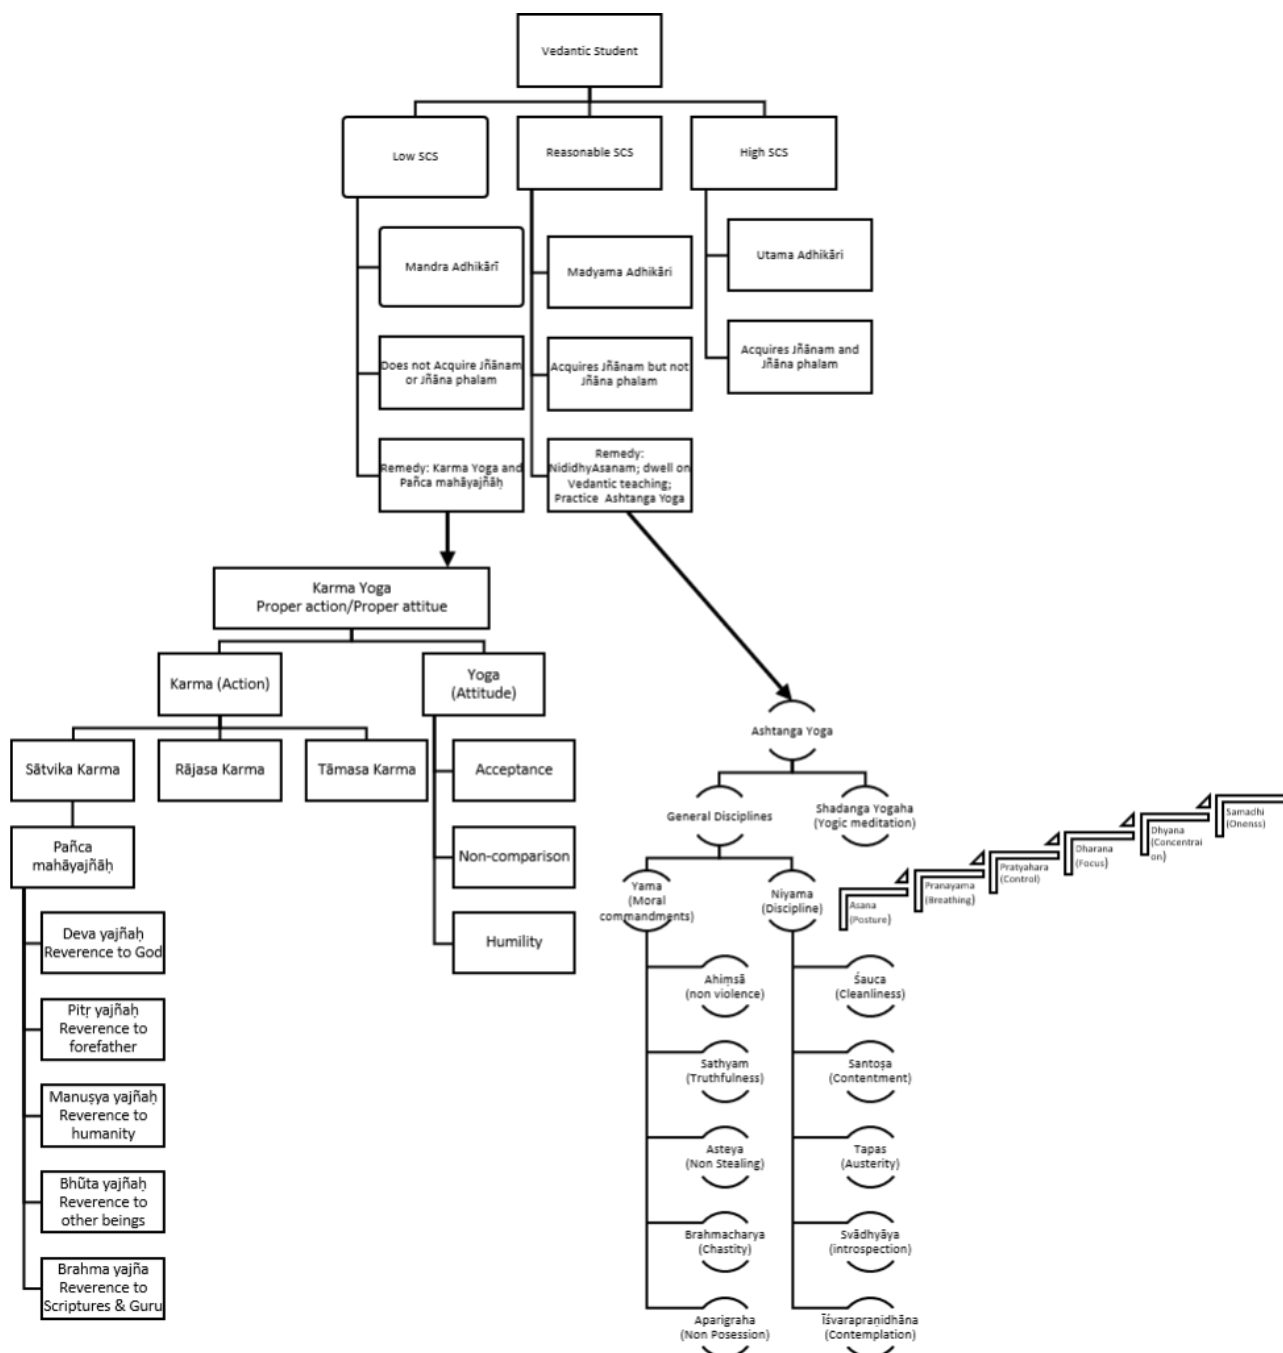 Vedantic Student
Low SCS
Reasonable SCS
High SCS
Mandra Adhikārī
Madyama Adhikāri
Utama Adhikāri
Does not Acquire Jñānam
or Jñāna phalam
Acquires Jñānam but not
Jñāna phalam
Acquires Jñānam and
Jñāna phalam
Remedy: Karma Yoga and
Pañca mahāyajñāḥ
Remedy:
NididhyAsanam; dwell on
Vedantic teaching;
Practice Ashtanga Yoga
Karma Yoga
Proper action/Proper attitue
Karma (Action)
Yoga
(Attitude)
Sātvika Karma
Rājasa Karma
Tāmasa Karma
Acceptance
Non-comparison
Humility
Pañca
mahāyajñāḥ
Deva yajñaḥ
Reverence to God
Pitṛ yajñaḥ
Reverence to
forefather
Manuṣya yajñaḥ
Reverence to
humanity
Bhūta yajñaḥ
Reverence to
other beings
Brahma yajña
Reverence to
Scriptures & Guru
Ashtanga Yoga
General Disciplines
Shadanga Yogaha
(Yogic meditation)
Yama
(Moral
commandments)
Niyama
(Discipline)
Ahiṃsā
(non violence)
Sathyam
(Truthfulness)
Asteya
(Non Stealing)
Brahmacharya
(Chastity)
Aparigraha
(Non Posession)
Śauca
(Cleanliness)
Santoṣa
(Contentment)
Tapas
(Austerity)
Svādhyāya
(introspection)
Īśvarapraṇidhāna
(Contemplation)
Asana
(Posture)
Pranayama
(Breathing)
Pratyahara
(Control)
Dharana
(Focus)
Dhyana
(Concentrai
on)
Samadhi
(Onenss)